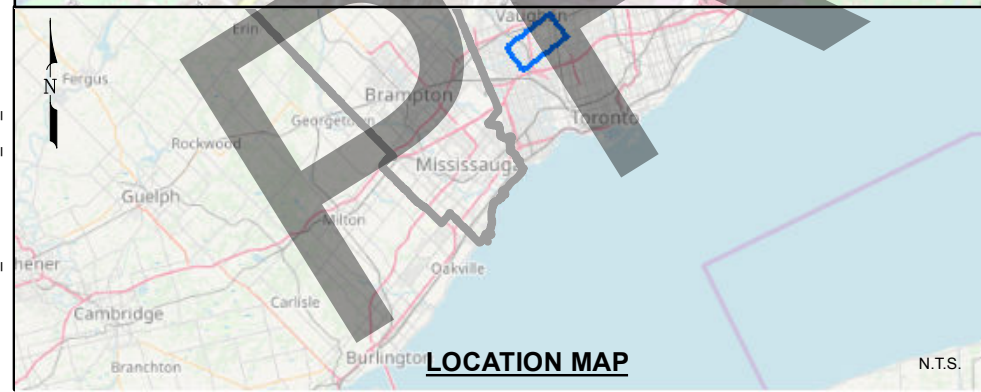 Vaughan
Erin
N
Fergus
Brampton
Georgetown
Toronto
Rockwood
Mississauga
Guelph
Milton
hener
Oakville
Carlisle
Cambridge
Burlington
LOCATION MAP
N.T.S.
Branchton